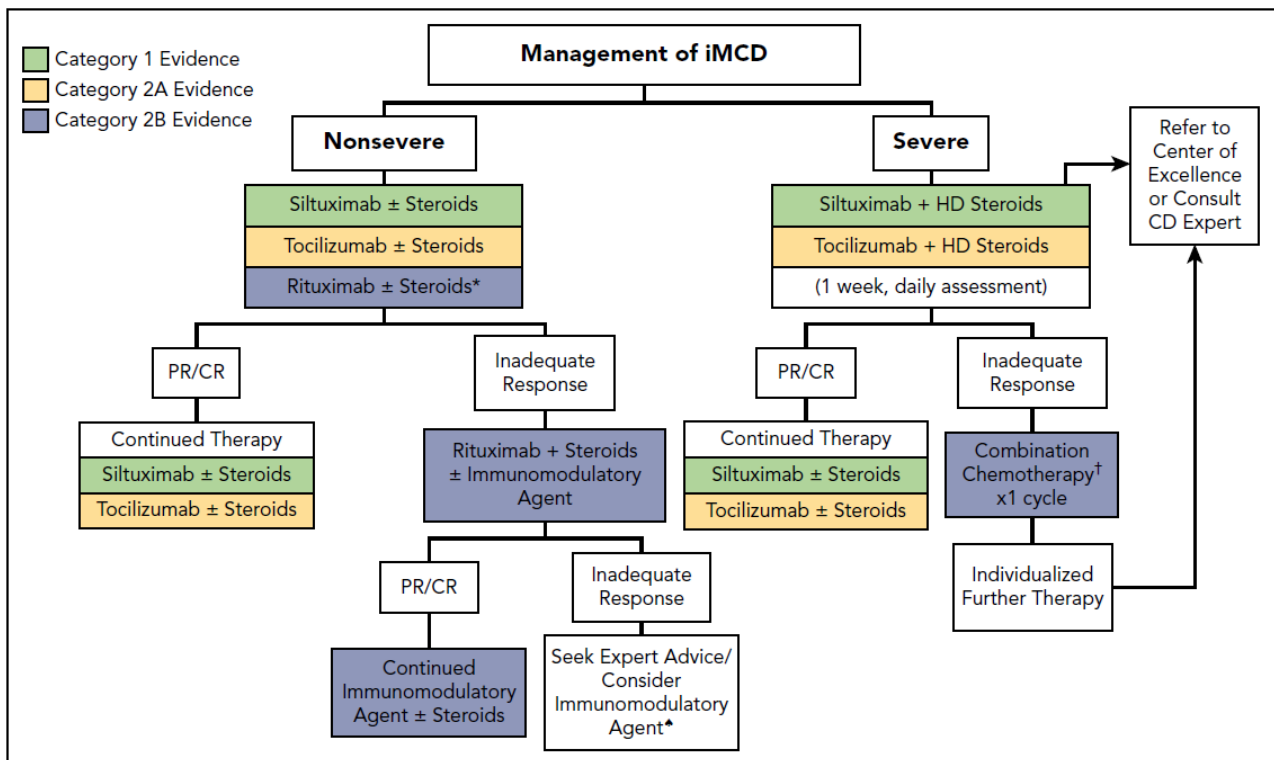 Category 1 Evidence
Category 2A Evidence
Category 2B Evidence
Management of iMCD
Nonsevere
Severe
Refer to
Center of
Excellence
or Consult
CD Expert
Siltuximab ± Steroids
Tocilizumab ± Steroids
Rituximab ± Steroids*
Siltuximab + HD Steroids
Tocilizumab + HD Steroids
(1 week, daily assessment)
PR/CR
Inadequate
Response
PR/CR
Inadequate
Response
Continued Therapy
Siltuximab ± Steroids
Tocilizumab ± Steroids
Rituximab + Steroids
± Immunomodulatory
Agent
Continued Therapy
Siltuximab ± Steroids
Tocilizumab ± Steroids
Combination
Chemotherapy†
x1 cycle
PR/CR
Inadequate
Response
Individualized
Further Therapy
Continued
Immunomodulatory
Agent ± Steroids
Seek Expert Advice/
Consider
Immunomodulatory
Agent♠